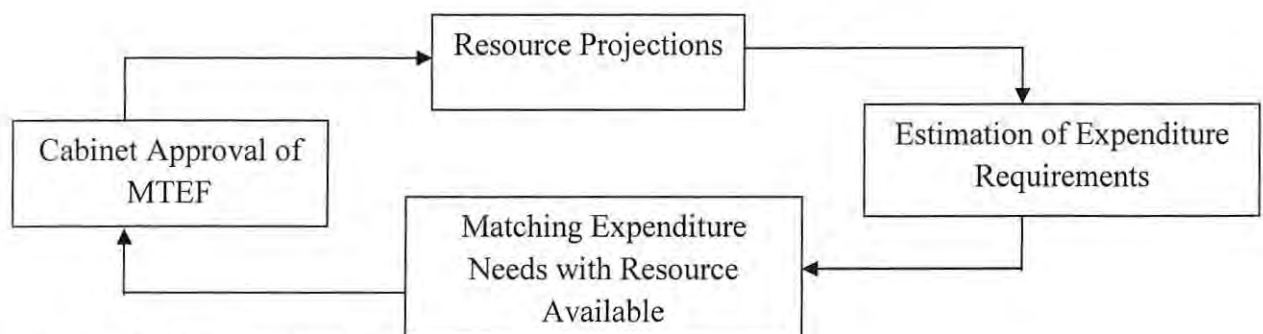 Resource Projections
Estimation of Expenditure
Requirements
Cabinet Approval of
MTEF
Matching Expenditure
Needs with Resource
Available